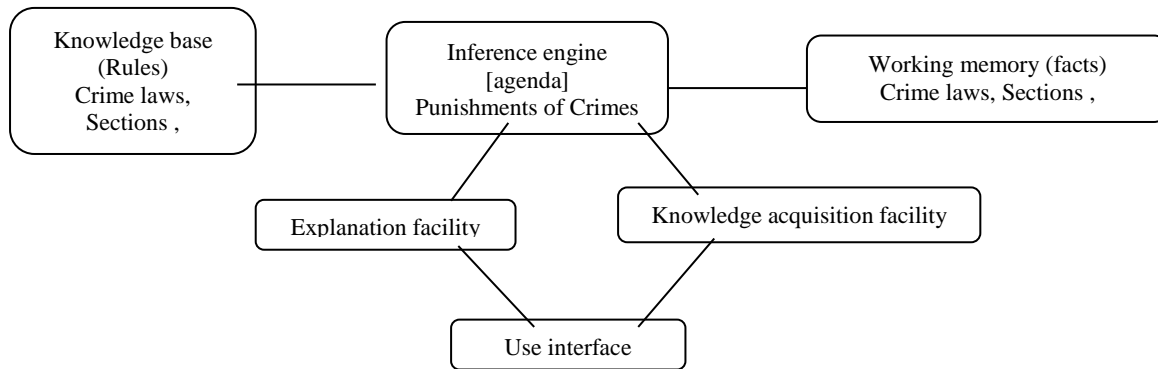 Knowledge base
(Rules)
Crime laws,
Sections ,
Inference engine
[agenda]
Punishments of Crimes
Working memory (facts)
Crime laws, Sections ,
Explanation facility
Knowledge acquisition facility
Use interface